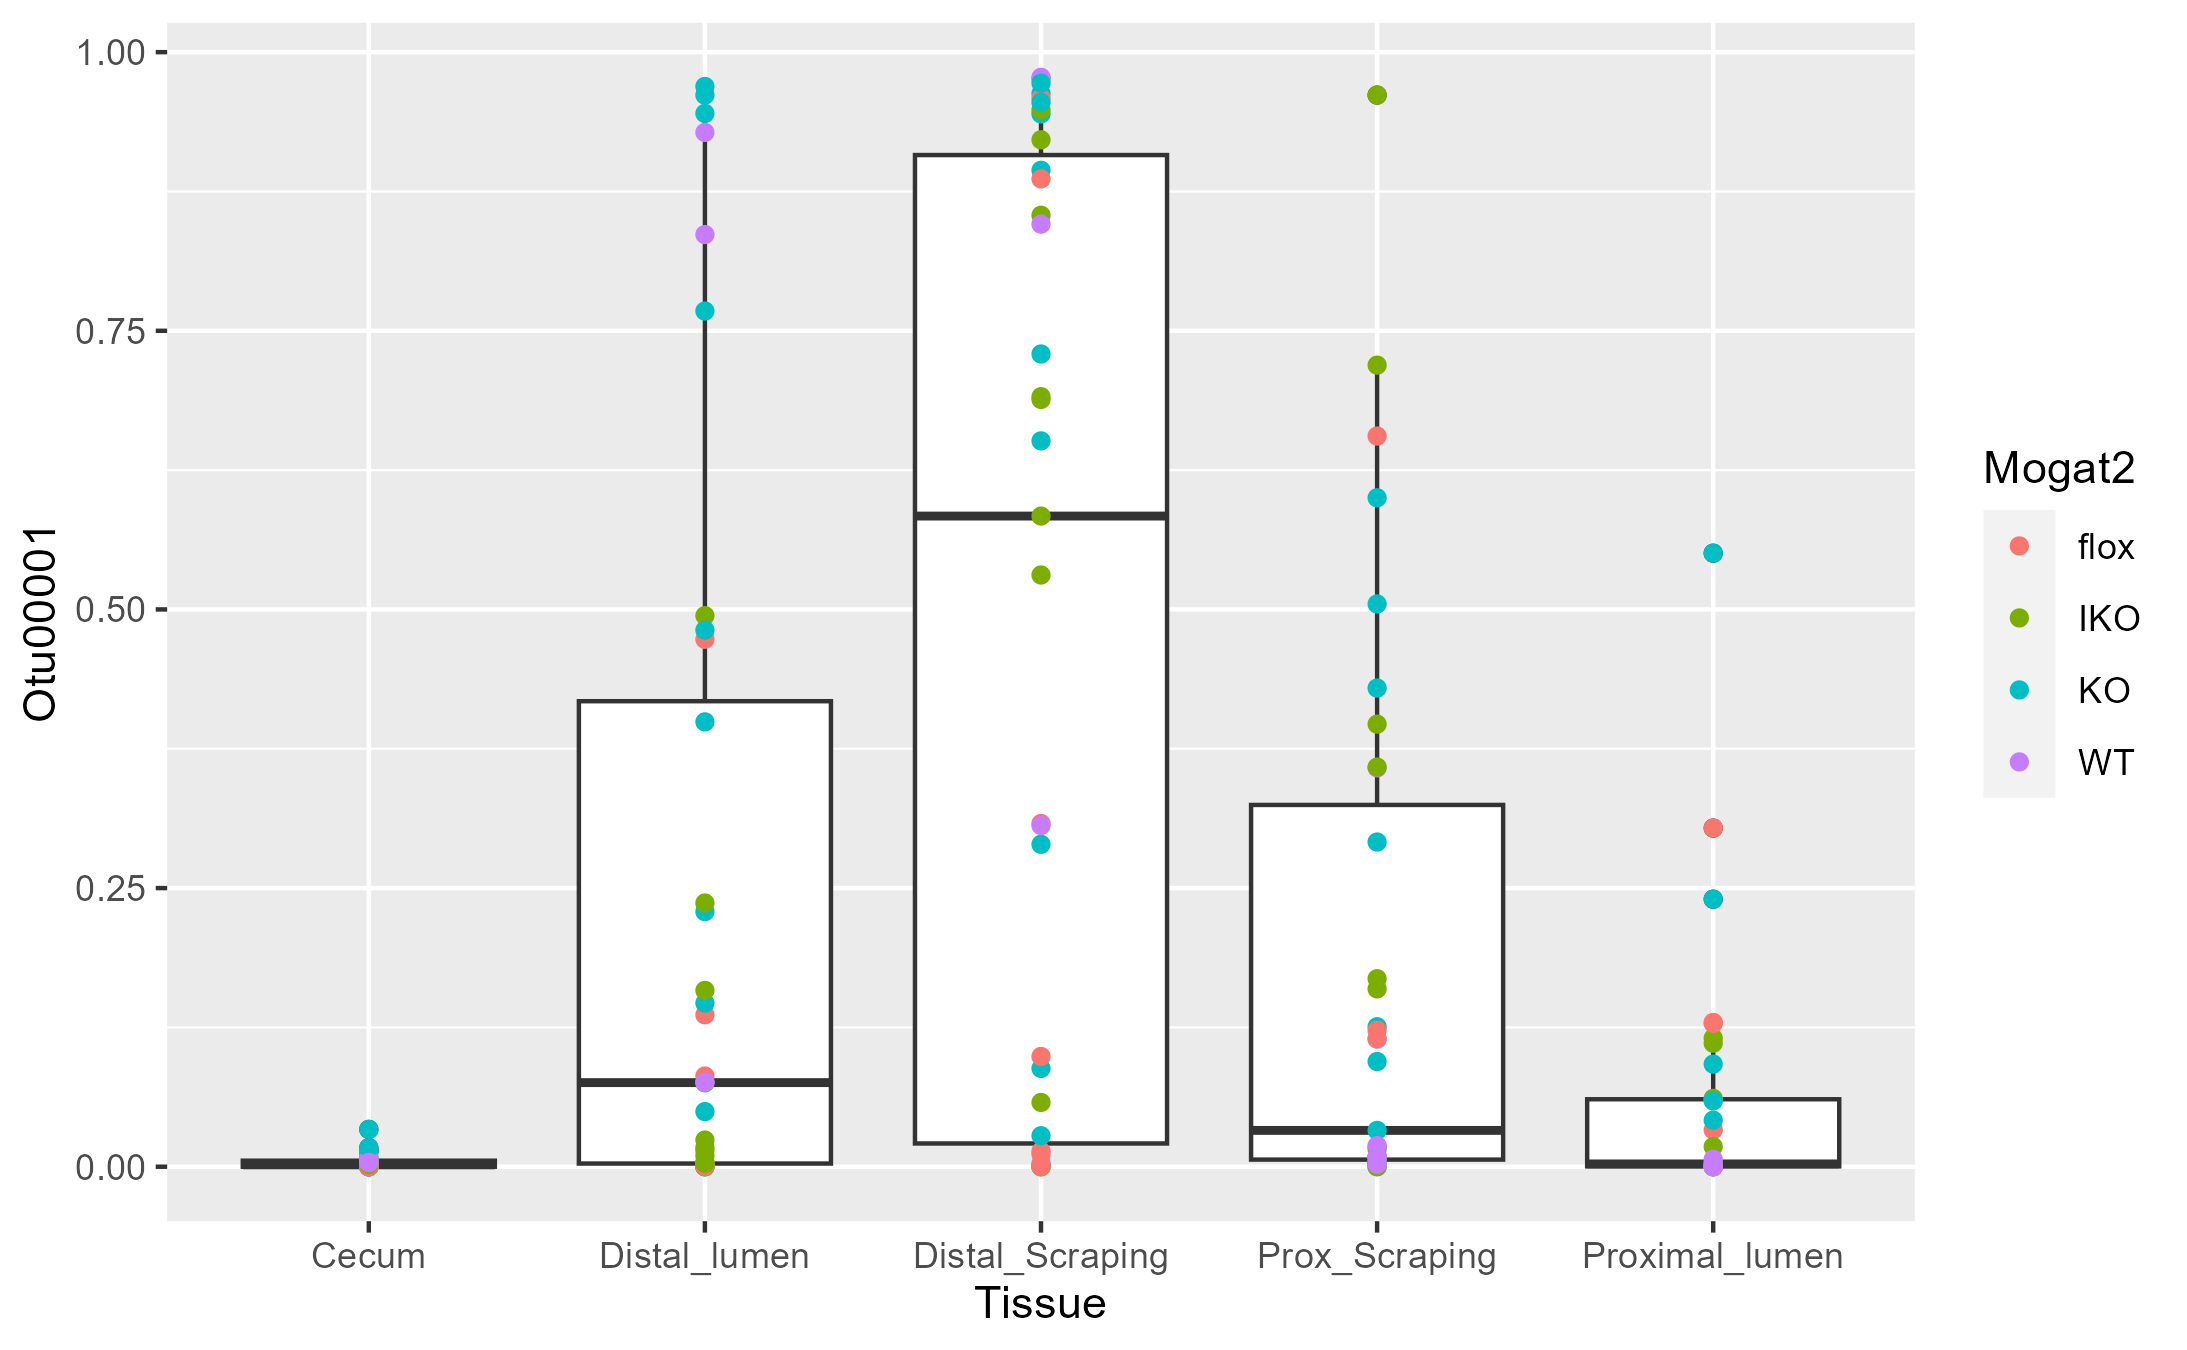 1.00
0.75
0.50
0.25
0.00
Otu00001
Cecum
Distal_lumen
Distal_Scraping
Prox_Scraping
Proximal_lumen
Tissue
Mogat2
flox
IKO
KO
WT